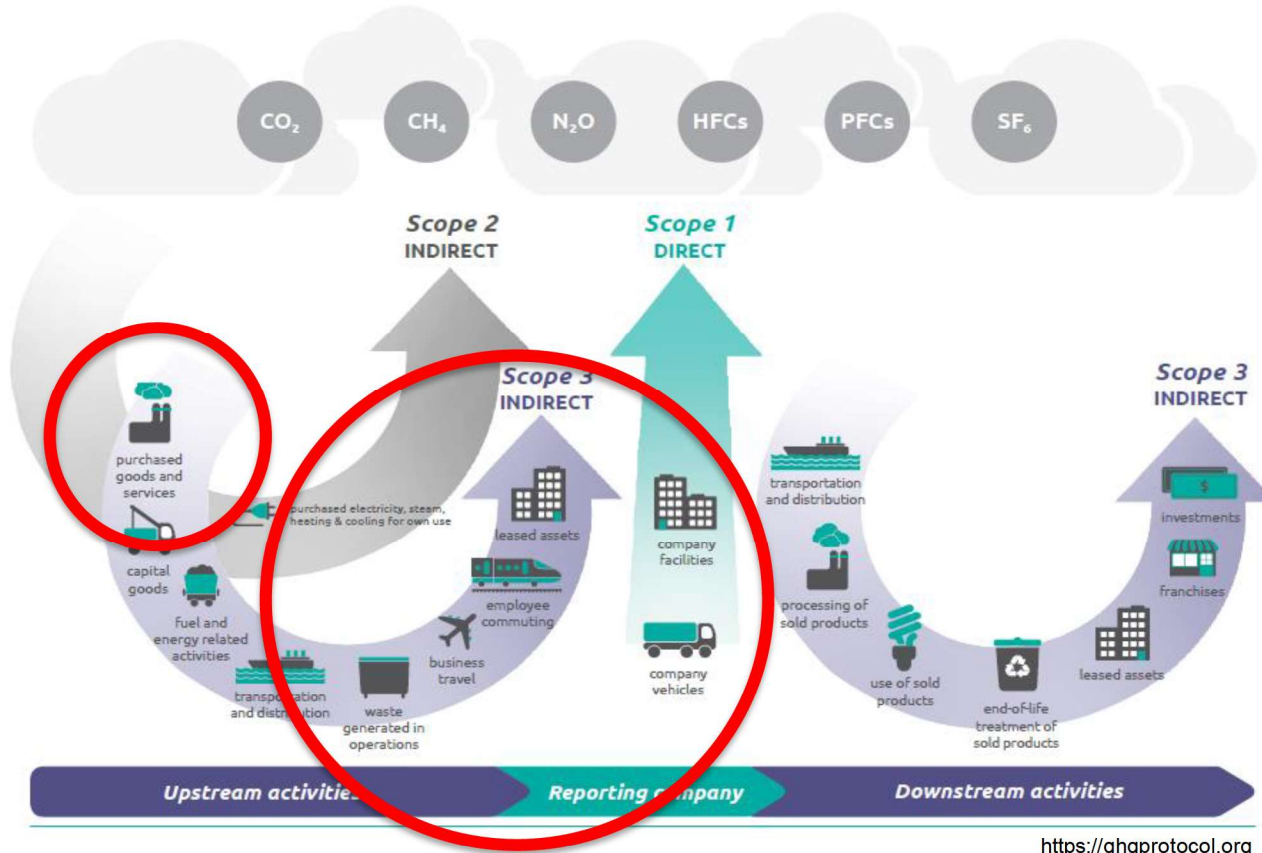 CO₂
CH₄
N₂O
HFCs
PFCs
SF₆
Scope 2
INDIRECT
Scope 1
DIRECT
Scope 3
INDIRECT
Scope 3
INDIRECT
purchased
goods and
services
capital
goods
fuel and
energy related
activities
transportation
and distribution
purchased electricity, steam,
heating & cooling for own use
waste
generated in
operations
business
travel
employee
commuting
leased assets
company
facilities
company
vehicles
transportation
and distribution
processing of
sold products
use of sold
products
end-of-life
treatment of
sold products
leased assets
franchises
investments
$
Upstream activities
Reporting company
Downstream activities
https://ghgprotocol.org